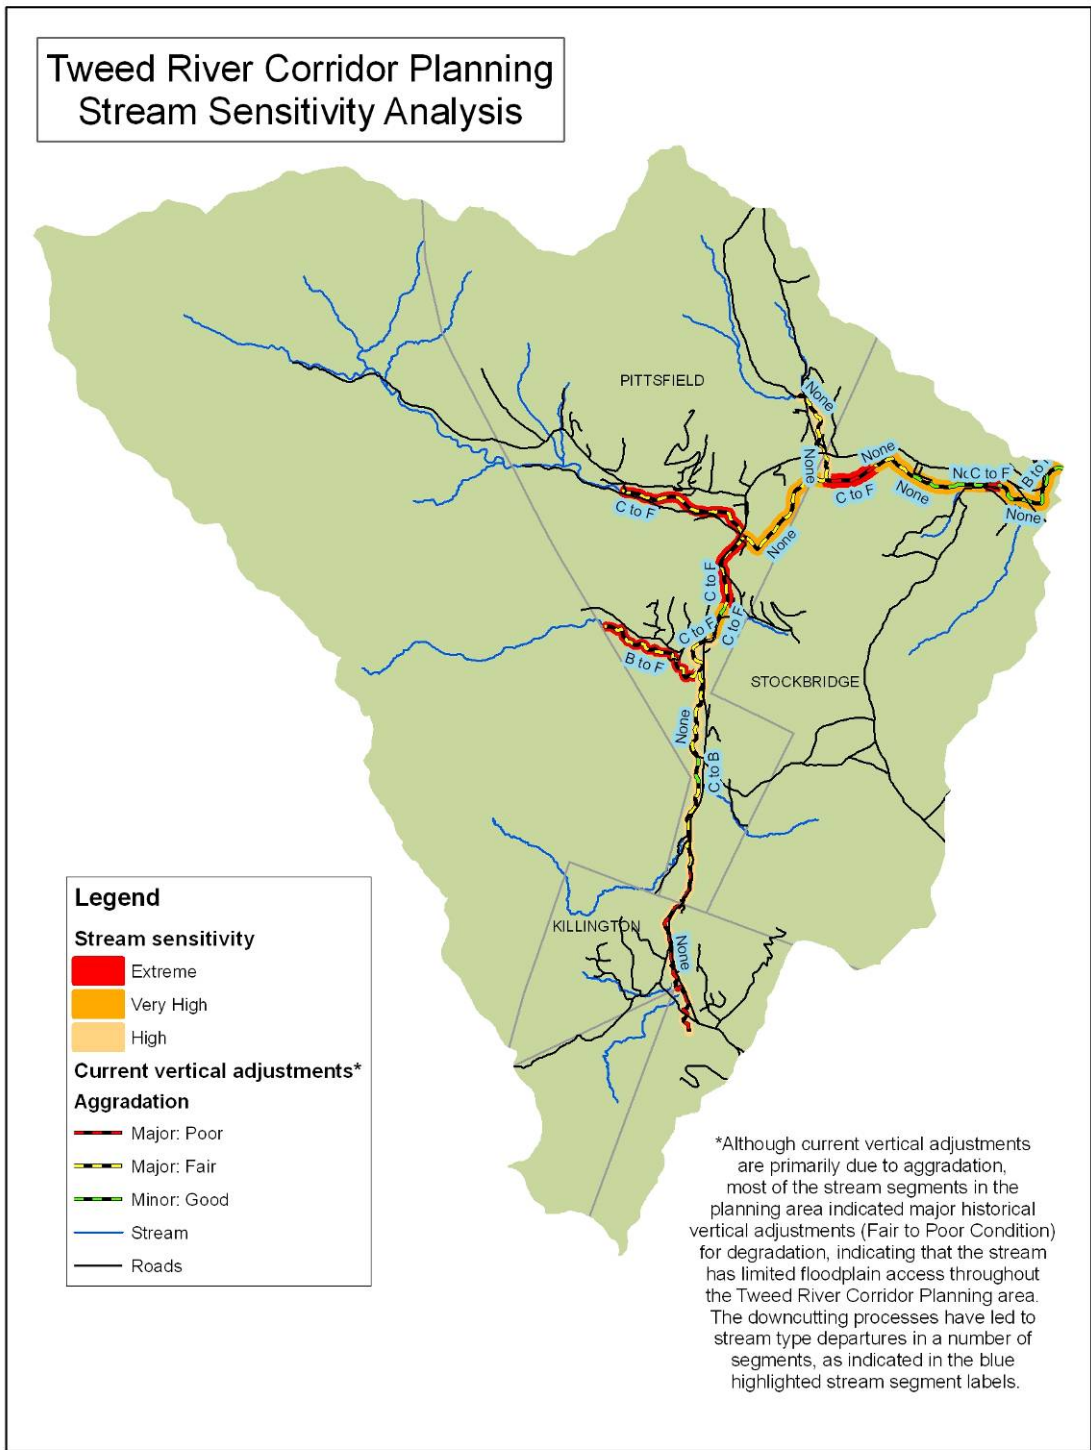 Tweed River Corridor Planning
Stream Sensitivity Analysis
PITTSFIELD
None
None
None
C to F
None
C to F
B to
None
None
C to F
None
C to F
C to F
C to F
B to F
STOCKBRIDGE
None
C to B
KILLINGTON
None
Legend
Stream sensitivity
Extreme
Very High
High
Current vertical adjustments*
Aggradation
Major: Poor
Major: Fair
Minor: Good
Stream
Roads
*Although current vertical adjustments
are primarily due to aggradation,
most of the stream segments in the
planning area indicated major historical
vertical adjustments (Fair to Poor Condition)
for degradation, indicating that the stream
has limited floodplain access throughout
the Tweed River Corridor Planning area.
The downcutting processes have led to
stream type departures in a number of
segments, as indicated in the blue
highlighted stream segment labels.